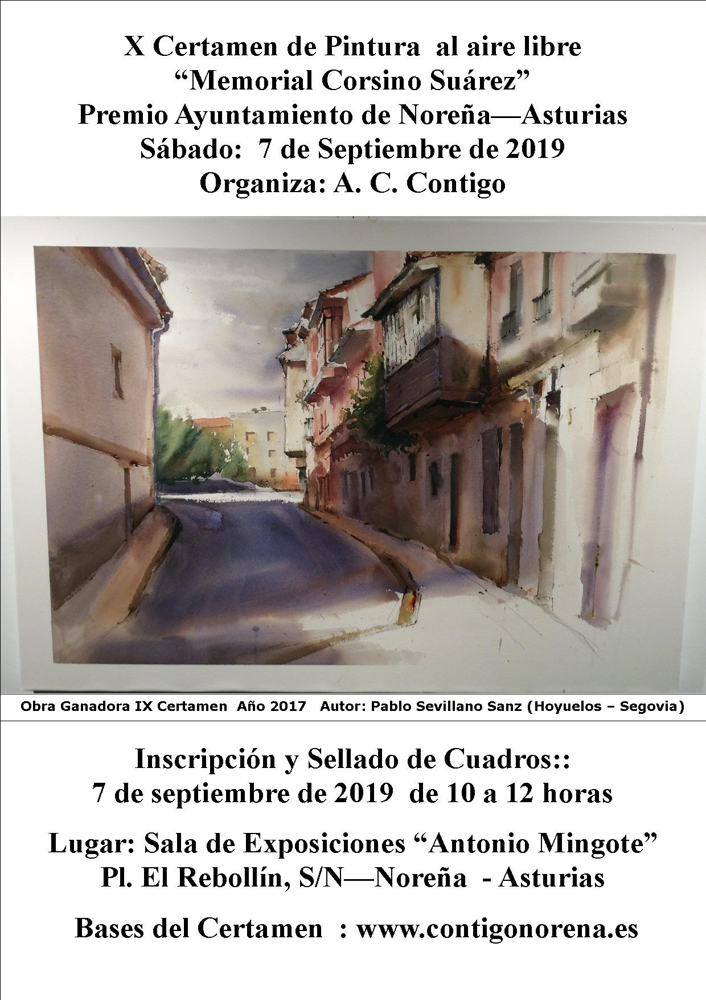 X Certamen de Pintura  al aire libre
“Memorial Corsino Suárez”
Premio Ayuntamiento de Noreña—Asturias
Sábado:  7 de Septiembre de 2019
Organiza: A. C. Contigo
Obra Ganadora IX Certamen  Año 2017   Autor: Pablo Sevillano Sanz (Hoyuelos – Segovia)
Inscripción y Sellado de Cuadros::
7 de septiembre de 2019  de 10 a 12 horas
Lugar: Sala de Exposiciones “Antonio Mingote”
Pl. El Rebollín, S/N—Noreña  - Asturias
Bases del Certamen  : www.contigonorena.es